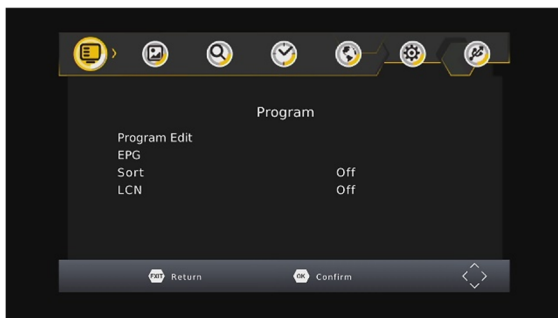 Program
Program Edit
EPG
Sort Off
LCN Off
EXIT Return OK Confirm